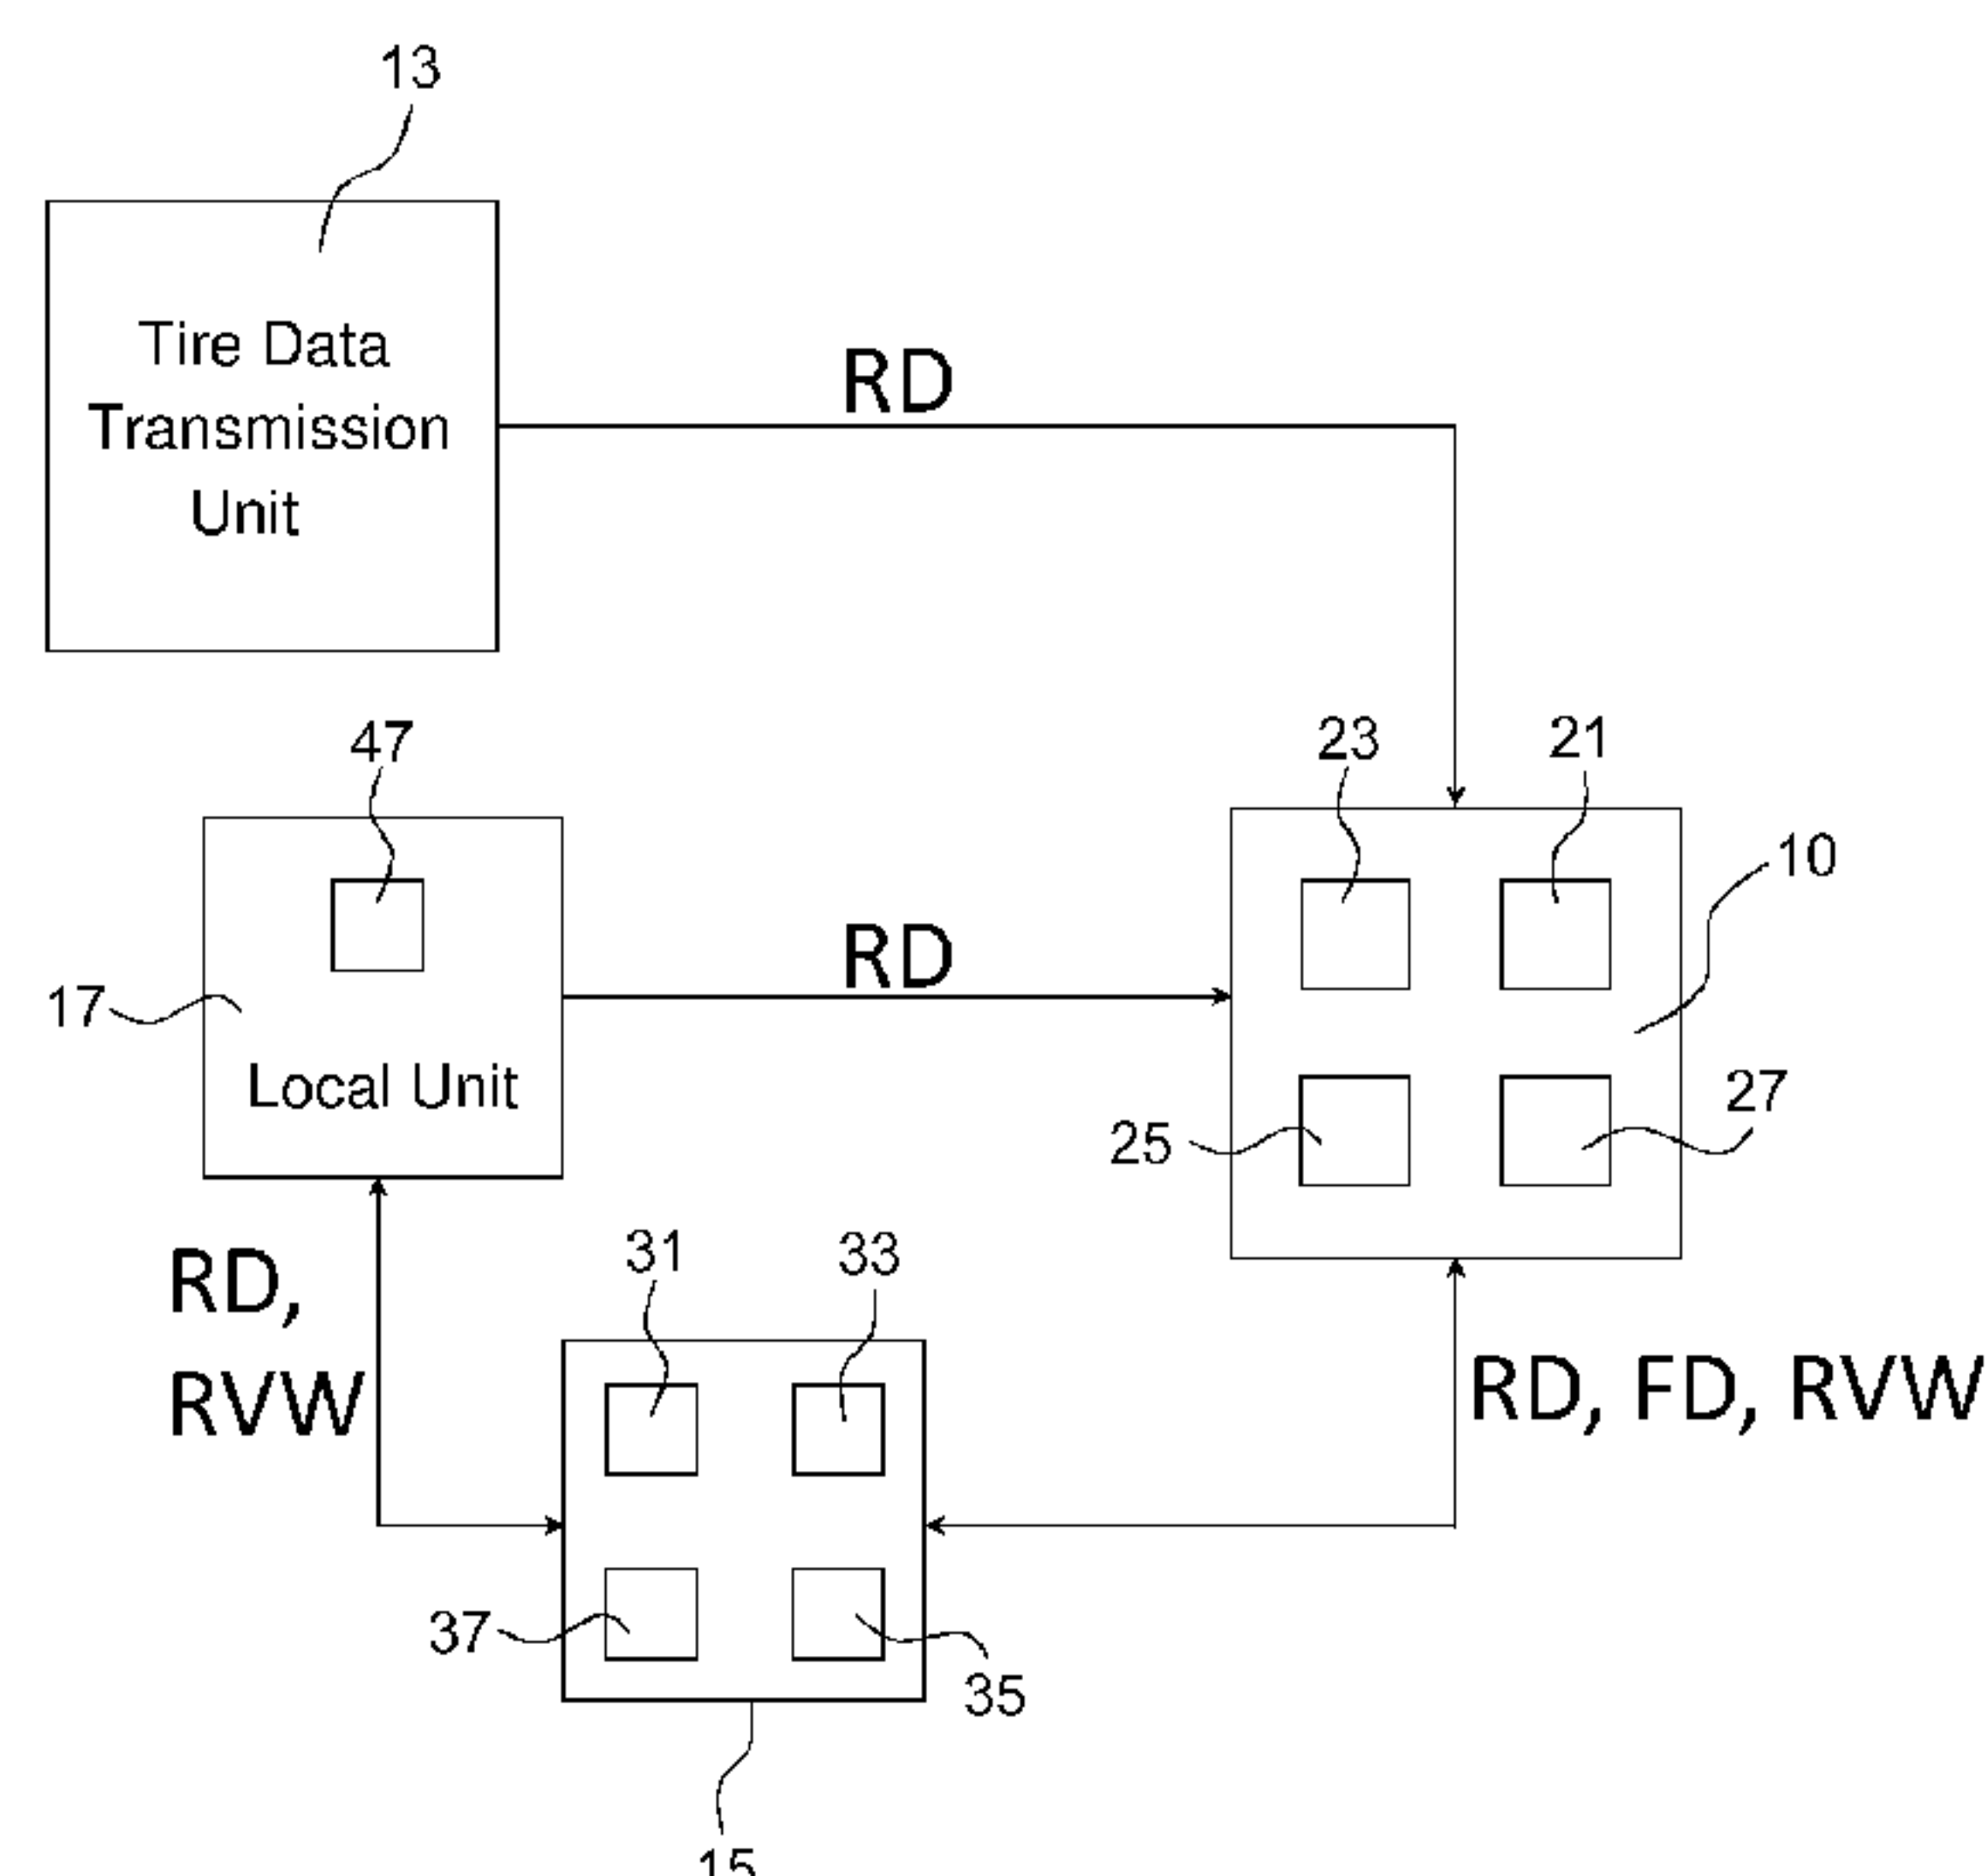 13
Tire Data
Transmission
Unit
RD
47
23
21
10
17
RD
Local Unit
25
27
RD,
RVW
31
33
RD, FD, RVW
37
35
15